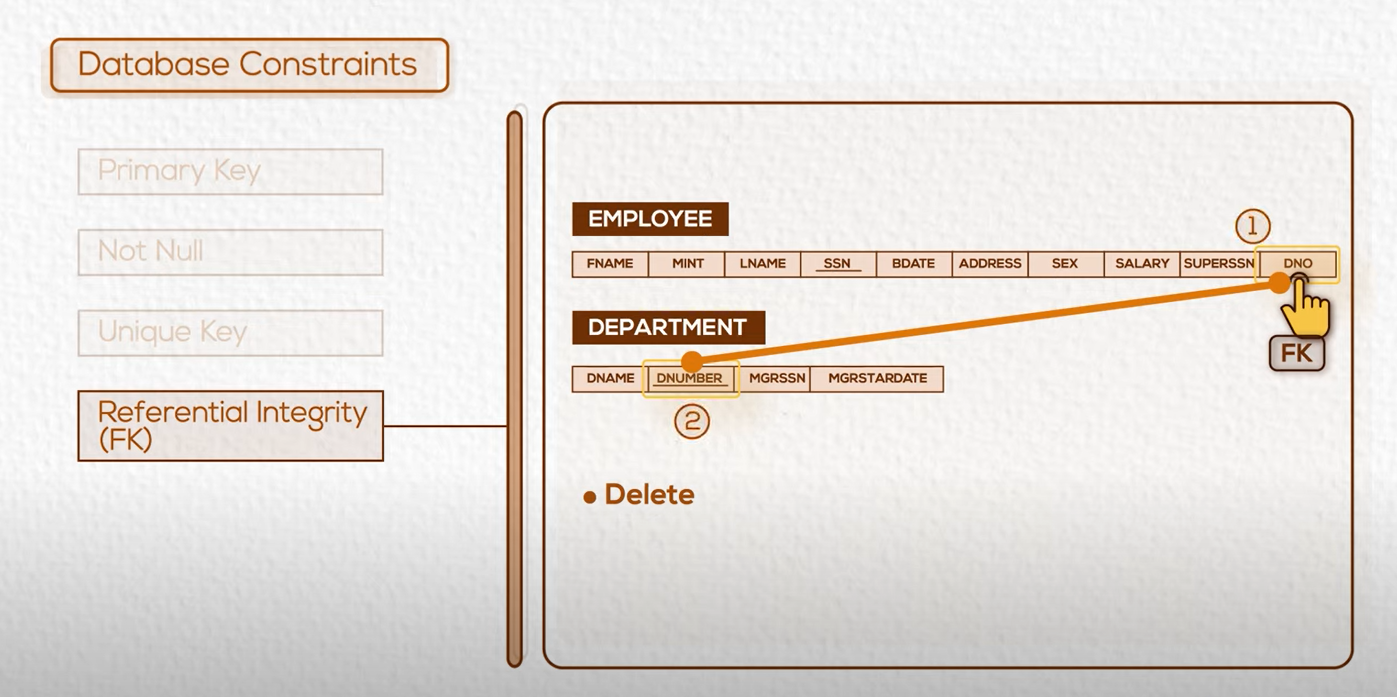 Database Constraints
Primary Key
Not Null
Unique Key
Referential Integrity
(FK)
EMPLOYEE
1
FNAME MINT LNAME SSN BDATE ADDRESS SEX SALARY SUPERSSN DNO
FK
DEPARTMENT
DNAME DNUMBER MGRSSN MGRSTARDATE
2
• Delete